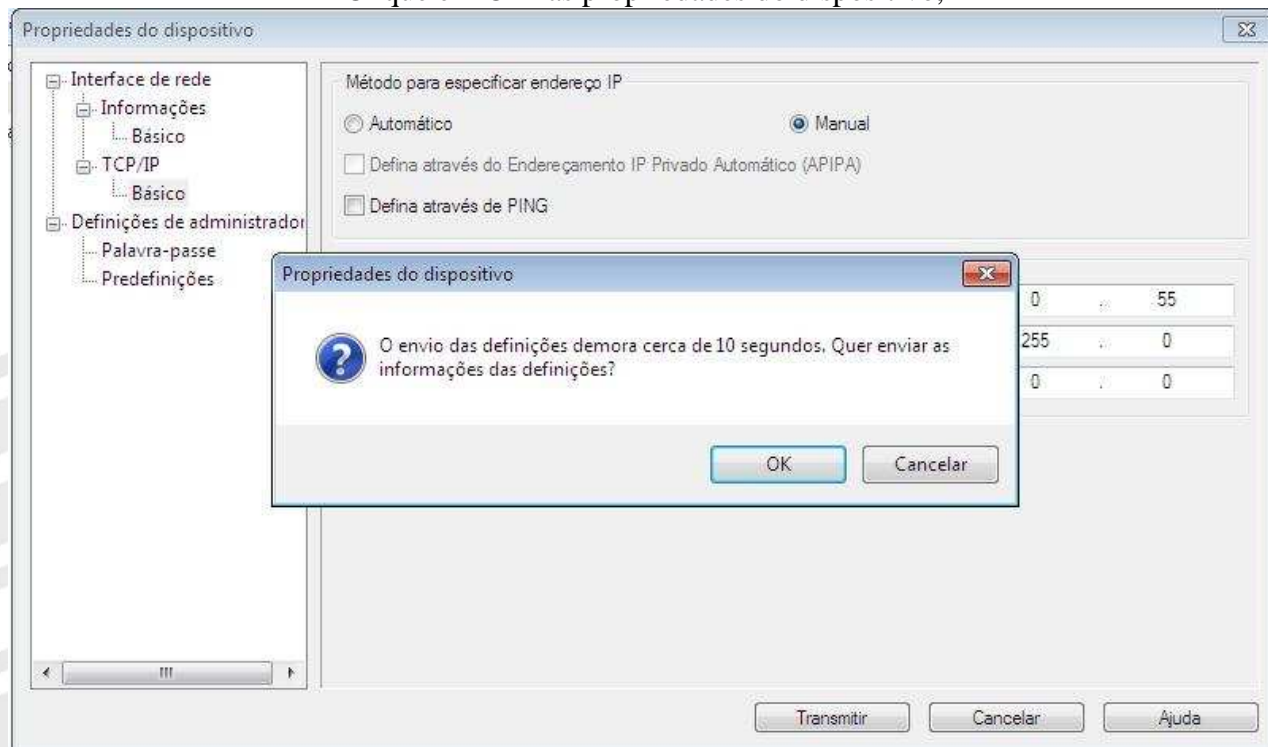 Propriedades do dispositivo
Interface de rede
Informações
Básico
TCP/IP
Básico
Definições de administrador
Palavra-passe
Predefinições
Método para especificar endereço IP
Automático
Manual
Defina através do Endereçamento IP Privado Automático (APIPA)
Defina através de PING
0 . 55
255 . 0
0 . 0
Propriedades do dispositivo
O envio das definições demora cerca de 10 segundos. Quer enviar as
informações das definições?
OK
Cancelar
Transmitir
Cancelar
Ajuda